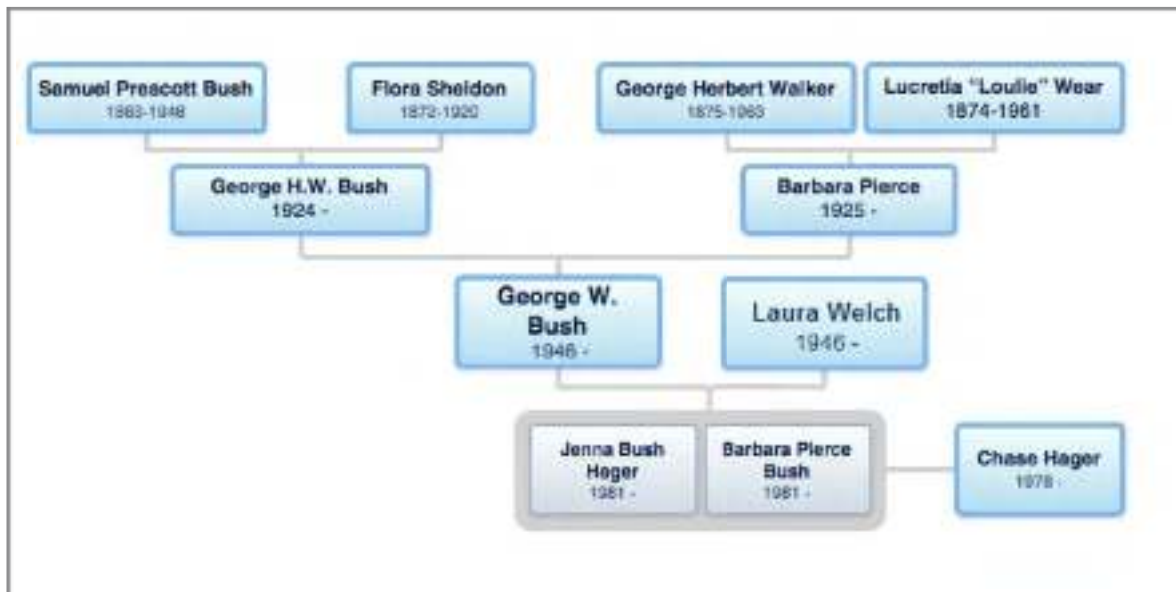 Samuel Prescott Bush
1863-1948
Flora Sheldon
1872-1920
George Herbert Walker
1875-1963
Lucretia "Loulie" Wear
1874-1961
George H.W. Bush
1924 -
Barbara Pierce
1925 -
George W.
Bush
1946 -
Laura Welch
1946 -
Jenna Bush
Hager
1981 -
Barbara Pierce
Bush
1981 -
Chase Hager
1978 -